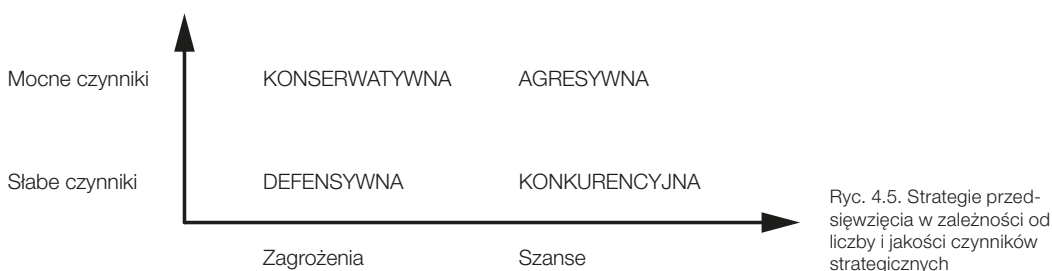 Mocne czynniki KONSERWATYWNA AGRESYWNA
Słabe czynniki DEFENSYWNA KONKURENCYJNA
Zagrożenia Szanse
Ryc. 4.5. Strategie przed-
sięwzięcia w zależności od
liczby i jakości czynników
strategicznych